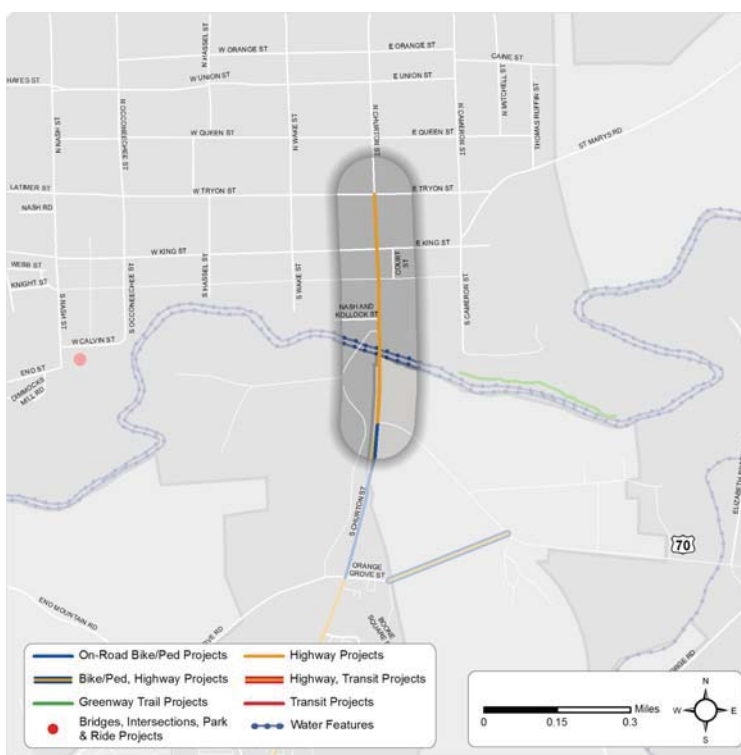 N HASSEL ST
W ORANGE ST
E ORANGE ST
CAINE ST
HAYES ST
W UNION ST
E UNION ST
N NASH ST
N OCCONEECHEE ST
N WAKE ST
N CHURTON ST
N CAMERON ST
N MITCHELL ST
THOMAS RUFFIN ST
W QUEEN ST
E QUEEN ST
ST MARYS RD
LATIMER ST
W TRYON ST
E TRYON ST
NASH RD
W KING ST
E KING ST
COURT ST
WEBB ST
KNIGHT ST
S NASH ST
S OCCONEECHEE ST
S HASSEL ST
S WAKE ST
NASH AND
KOLLOCK ST
S CAMERON ST
W CALVIN ST
ENO ST
DIMMOCKS
MILL RD
S CHURTON ST
70
ORANGE
GROVE ST
ENO MOUNTAIN RD
BOONE
SQUARE
On-Road Bike/Ped Projects
Highway Projects
Bike/Ped, Highway Projects
Highway, Transit Projects
Greenway Trail Projects
Transit Projects
Bridges, Intersections, Park
& Ride Projects
Water Features
Miles
0
0.15
0.3
N
W
E
S